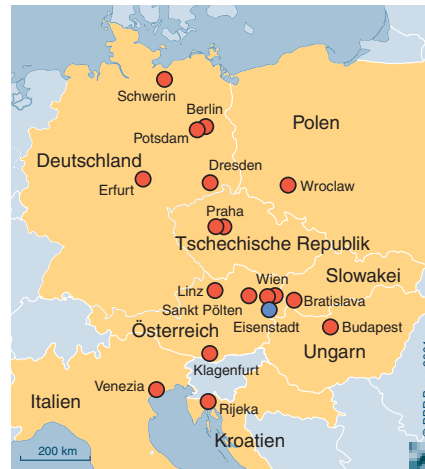 Schwerin
Berlin
Polen
Potsdam
Deutschland
Dresden
Erfurt
Wroclaw
Praha
Tschechische Republik
Slowakei
Linz
Wien
Sankt Pölten
Bratislava
Eisenstadt
Österreich
Budapest
Ungarn
Klagenfurt
Venezia
Italien
Rijeka
Kroatien
200 km